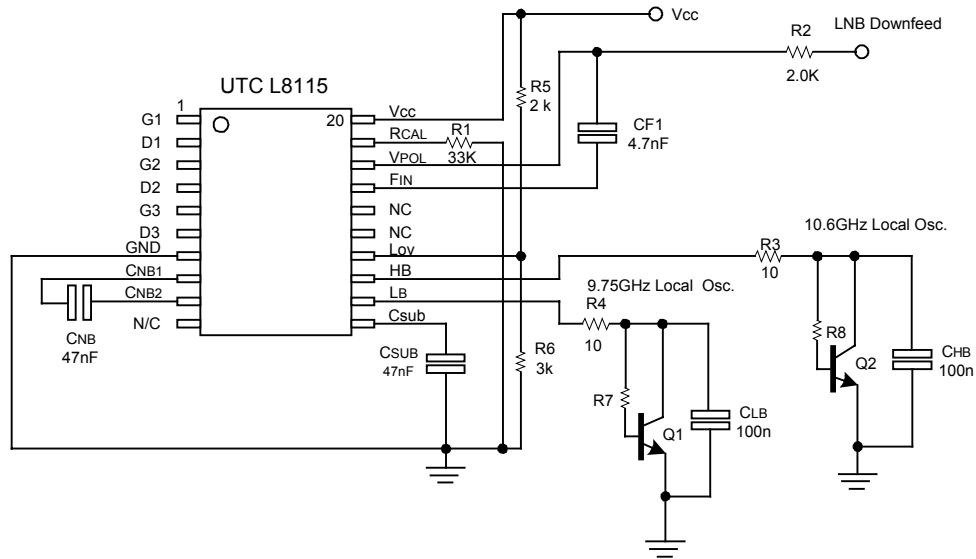 Vcc
LNB Downfeed
R2
2.0K
UTC L8115
R5
2 k
CF1
4.7nF
1
20
G1
D1
G2
D2
G3
D3
GND
CNB1
CNB2
N/C
Vcc
RCAL
VPOL
FIN
NC
NC
Lov
HB
LB
Csub
R1
33K
CNB
47nF
CSUB
47nF
R6
3k
9.75GHz Local Osc.
R4
10
R7
Q1
CLB
100n
10.6GHz Local Osc.
R3
10
R8
Q2
CHB
100n